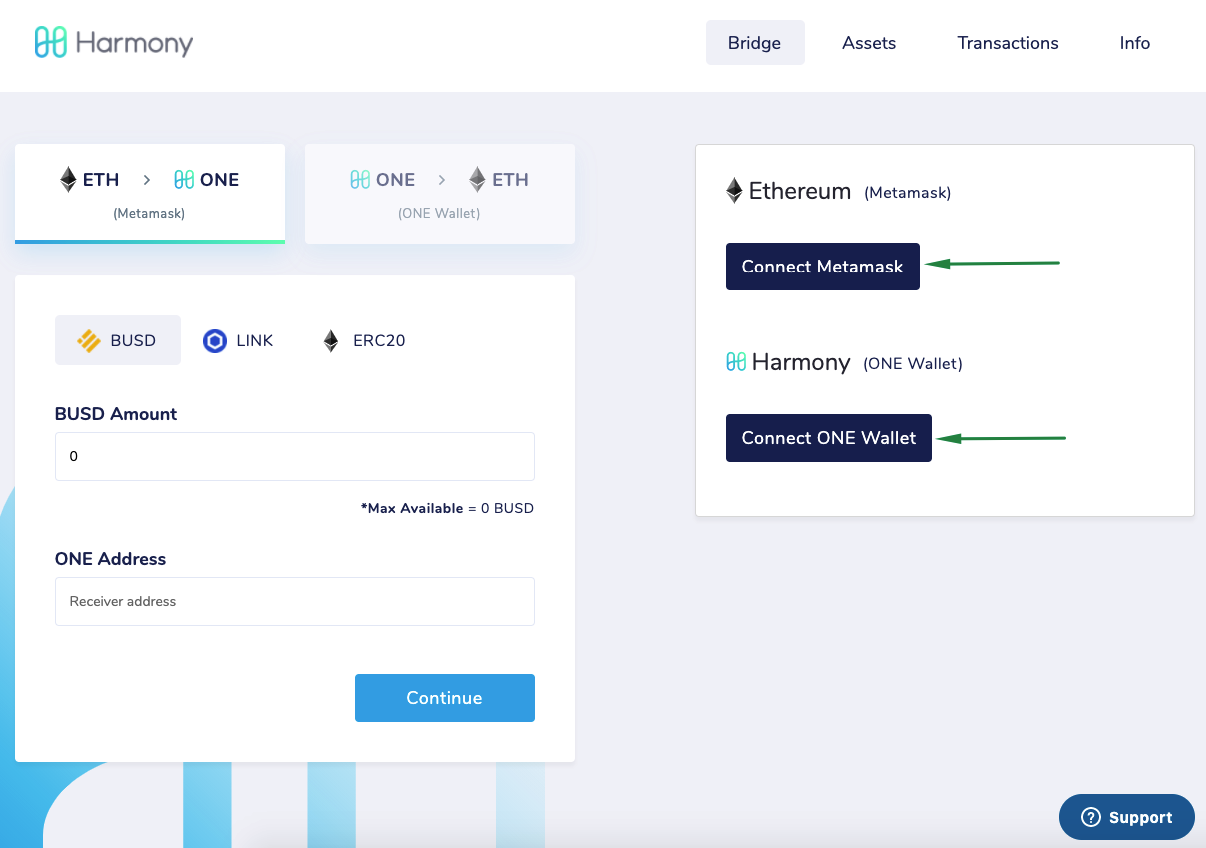 Harmony
Bridge Assets Transactions Info
ETH > ONE
(Metamask)
ONE > ETH
(ONE Wallet)
BUSD LINK ERC20
BUSD Amount
0
*Max Available = 0 BUSD
ONE Address
Receiver address
Continue
Ethereum (Metamask)
Connect Metamask
Harmony (ONE Wallet)
Connect ONE Wallet
? Support